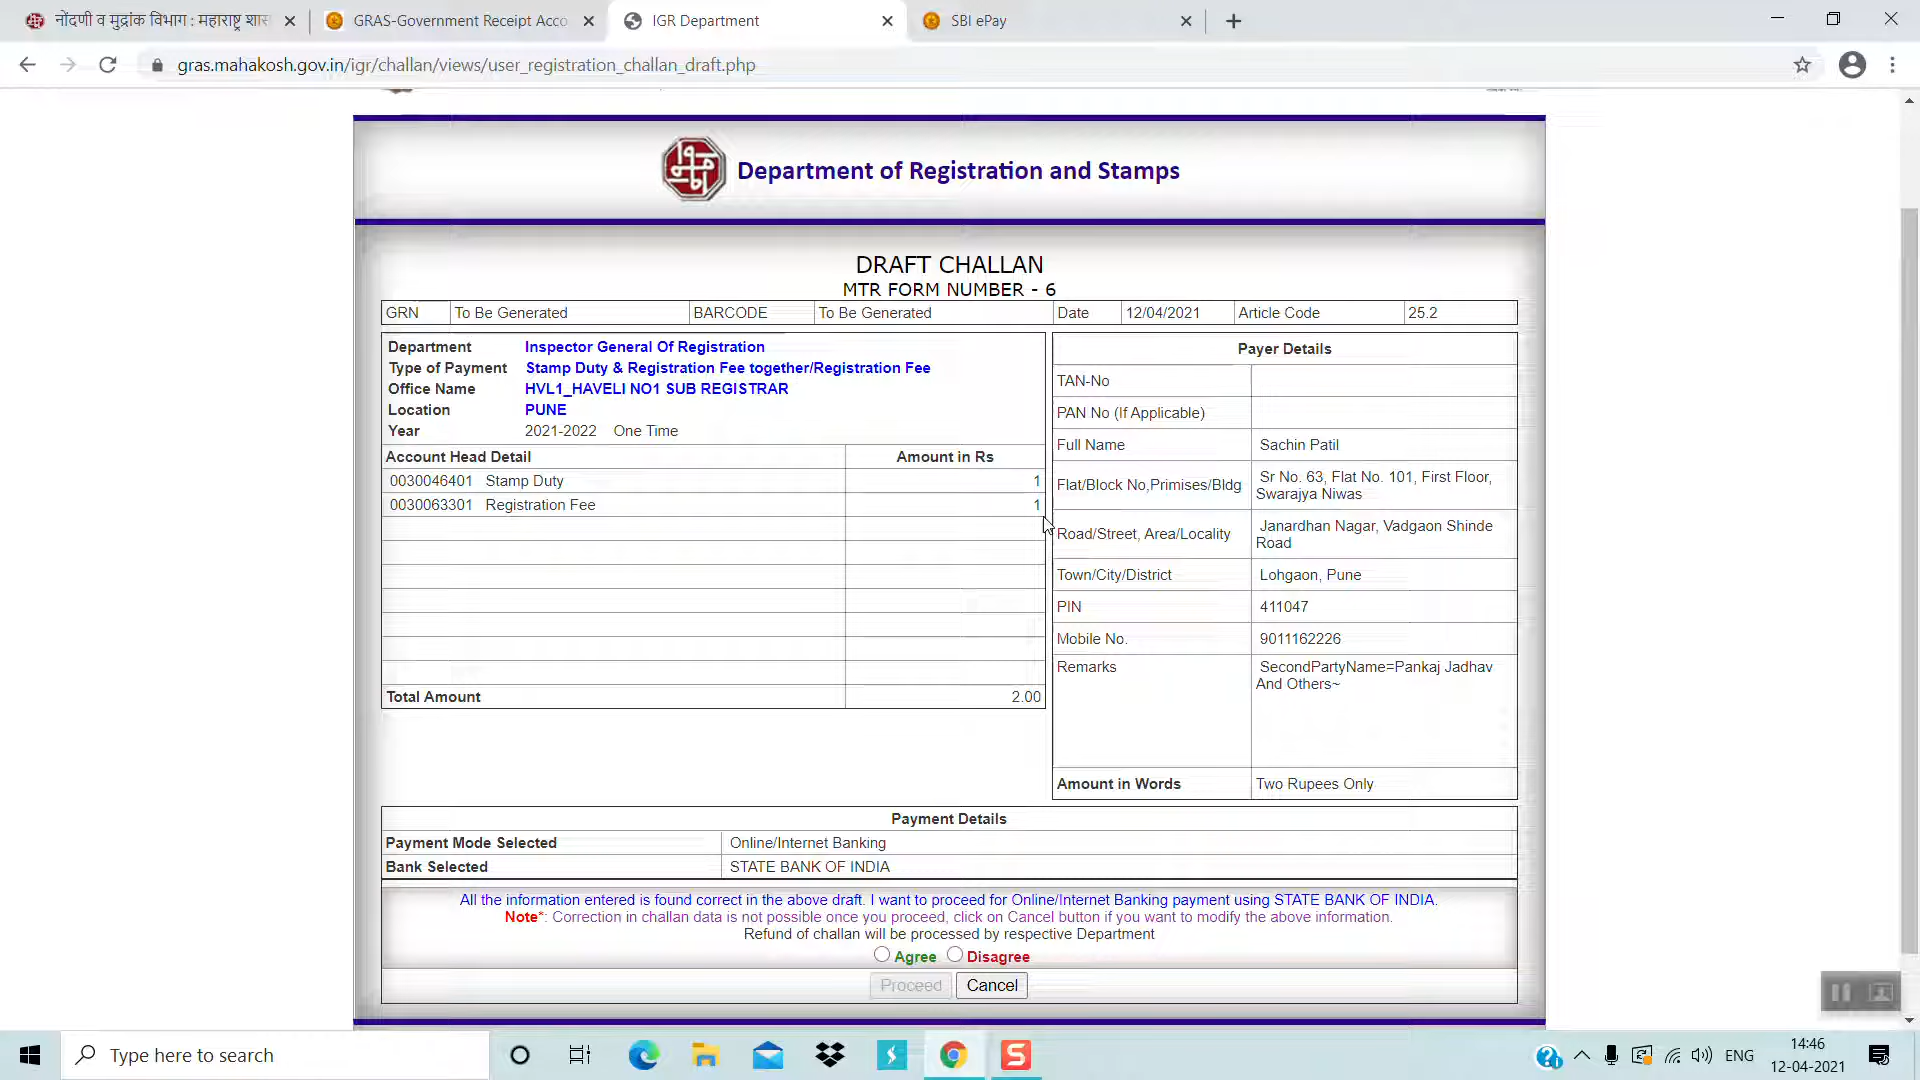 नोंदणी व मुद्रांक विभाग : महाराष्ट्र शास
GRAS-Government Receipt Acco
IGR Department
SBI ePay
gras.mahakosh.gov.in/igr/challan/views/user_registration_challan_draft.php
Department of Registration and Stamps
DRAFT CHALLAN
MTR FORM NUMBER - 6
GRN To Be Generated BARCODE To Be Generated Date 12/04/2021 Article Code 25.2
Department Inspector General Of Registration
Type of Payment Stamp Duty & Registration Fee together/Registration Fee
Office Name HVL1_HAVELI NO1 SUB REGISTRAR
Location PUNE
Year 2021-2022 One Time
Account Head Detail Amount in Rs
0030046401 Stamp Duty 1
0030063301 Registration Fee 1
Total Amount 2.00
Payer Details
TAN-No
PAN No (If Applicable)
Full Name Sachin Patil
Flat/Block No,Primises/Bldg Sr No. 63, Flat No. 101, First Floor,
Swarajya Niwas
Road/Street, Area/Locality Janardhan Nagar, Vadgaon Shinde
Road
Town/City/District Lohgaon, Pune
PIN 411047
Mobile No. 9011162226
Remarks SecondPartyName=Pankaj Jadhav
And Others~
Amount in Words Two Rupees Only
Payment Details
Payment Mode Selected Online/Internet Banking
Bank Selected STATE BANK OF INDIA
All the information entered is found correct in the above draft. I want to proceed for Online/Internet Banking payment using STATE BANK OF INDIA.
Note*: Correction in challan data is not possible once you proceed, click on Cancel button if you want to modify the above information.
Refund of challan will be processed by respective Department
Agree Disagree
Proceed Cancel
Type here to search
ENG
14:46
12-04-2021